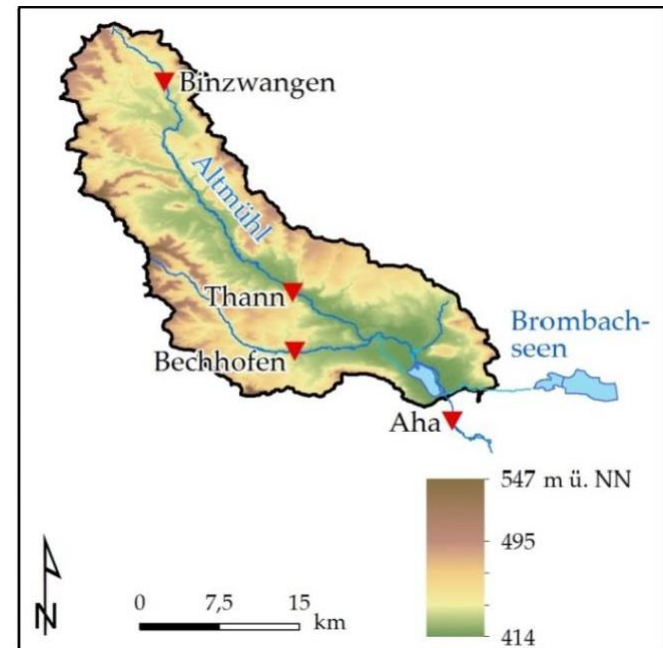 Binzwangen
Altmühl
Thann
Bechhofen
Brombach-
seen
Aha
547 m ü. NN
495
414
N
0 7,5 15
km